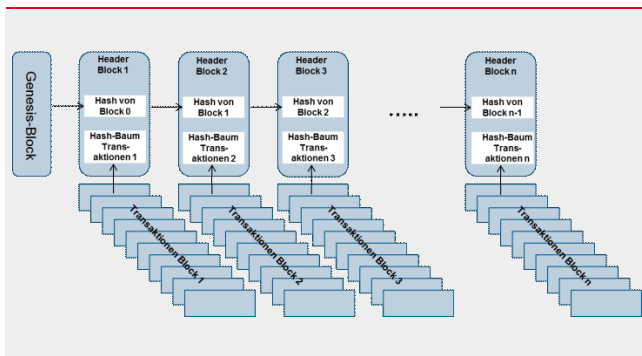 Genesis-Block
Header
Block 1
Hash von
Block 0
Hash-Baum
Trans-
aktionen 1
Transaktionen Block 1
Header
Block 2
Hash von
Block 1
Hash-Baum
Trans-
aktionen 2
Transaktionen Block 2
Header
Block 3
Hash von
Block 2
Hash-Baum
Trans-
aktionen 3
Transaktionen Block 3
.....
Header
Block n
Hash von
Block n-1
Hash-Baum
Trans-
aktionen n
Transaktionen Block n